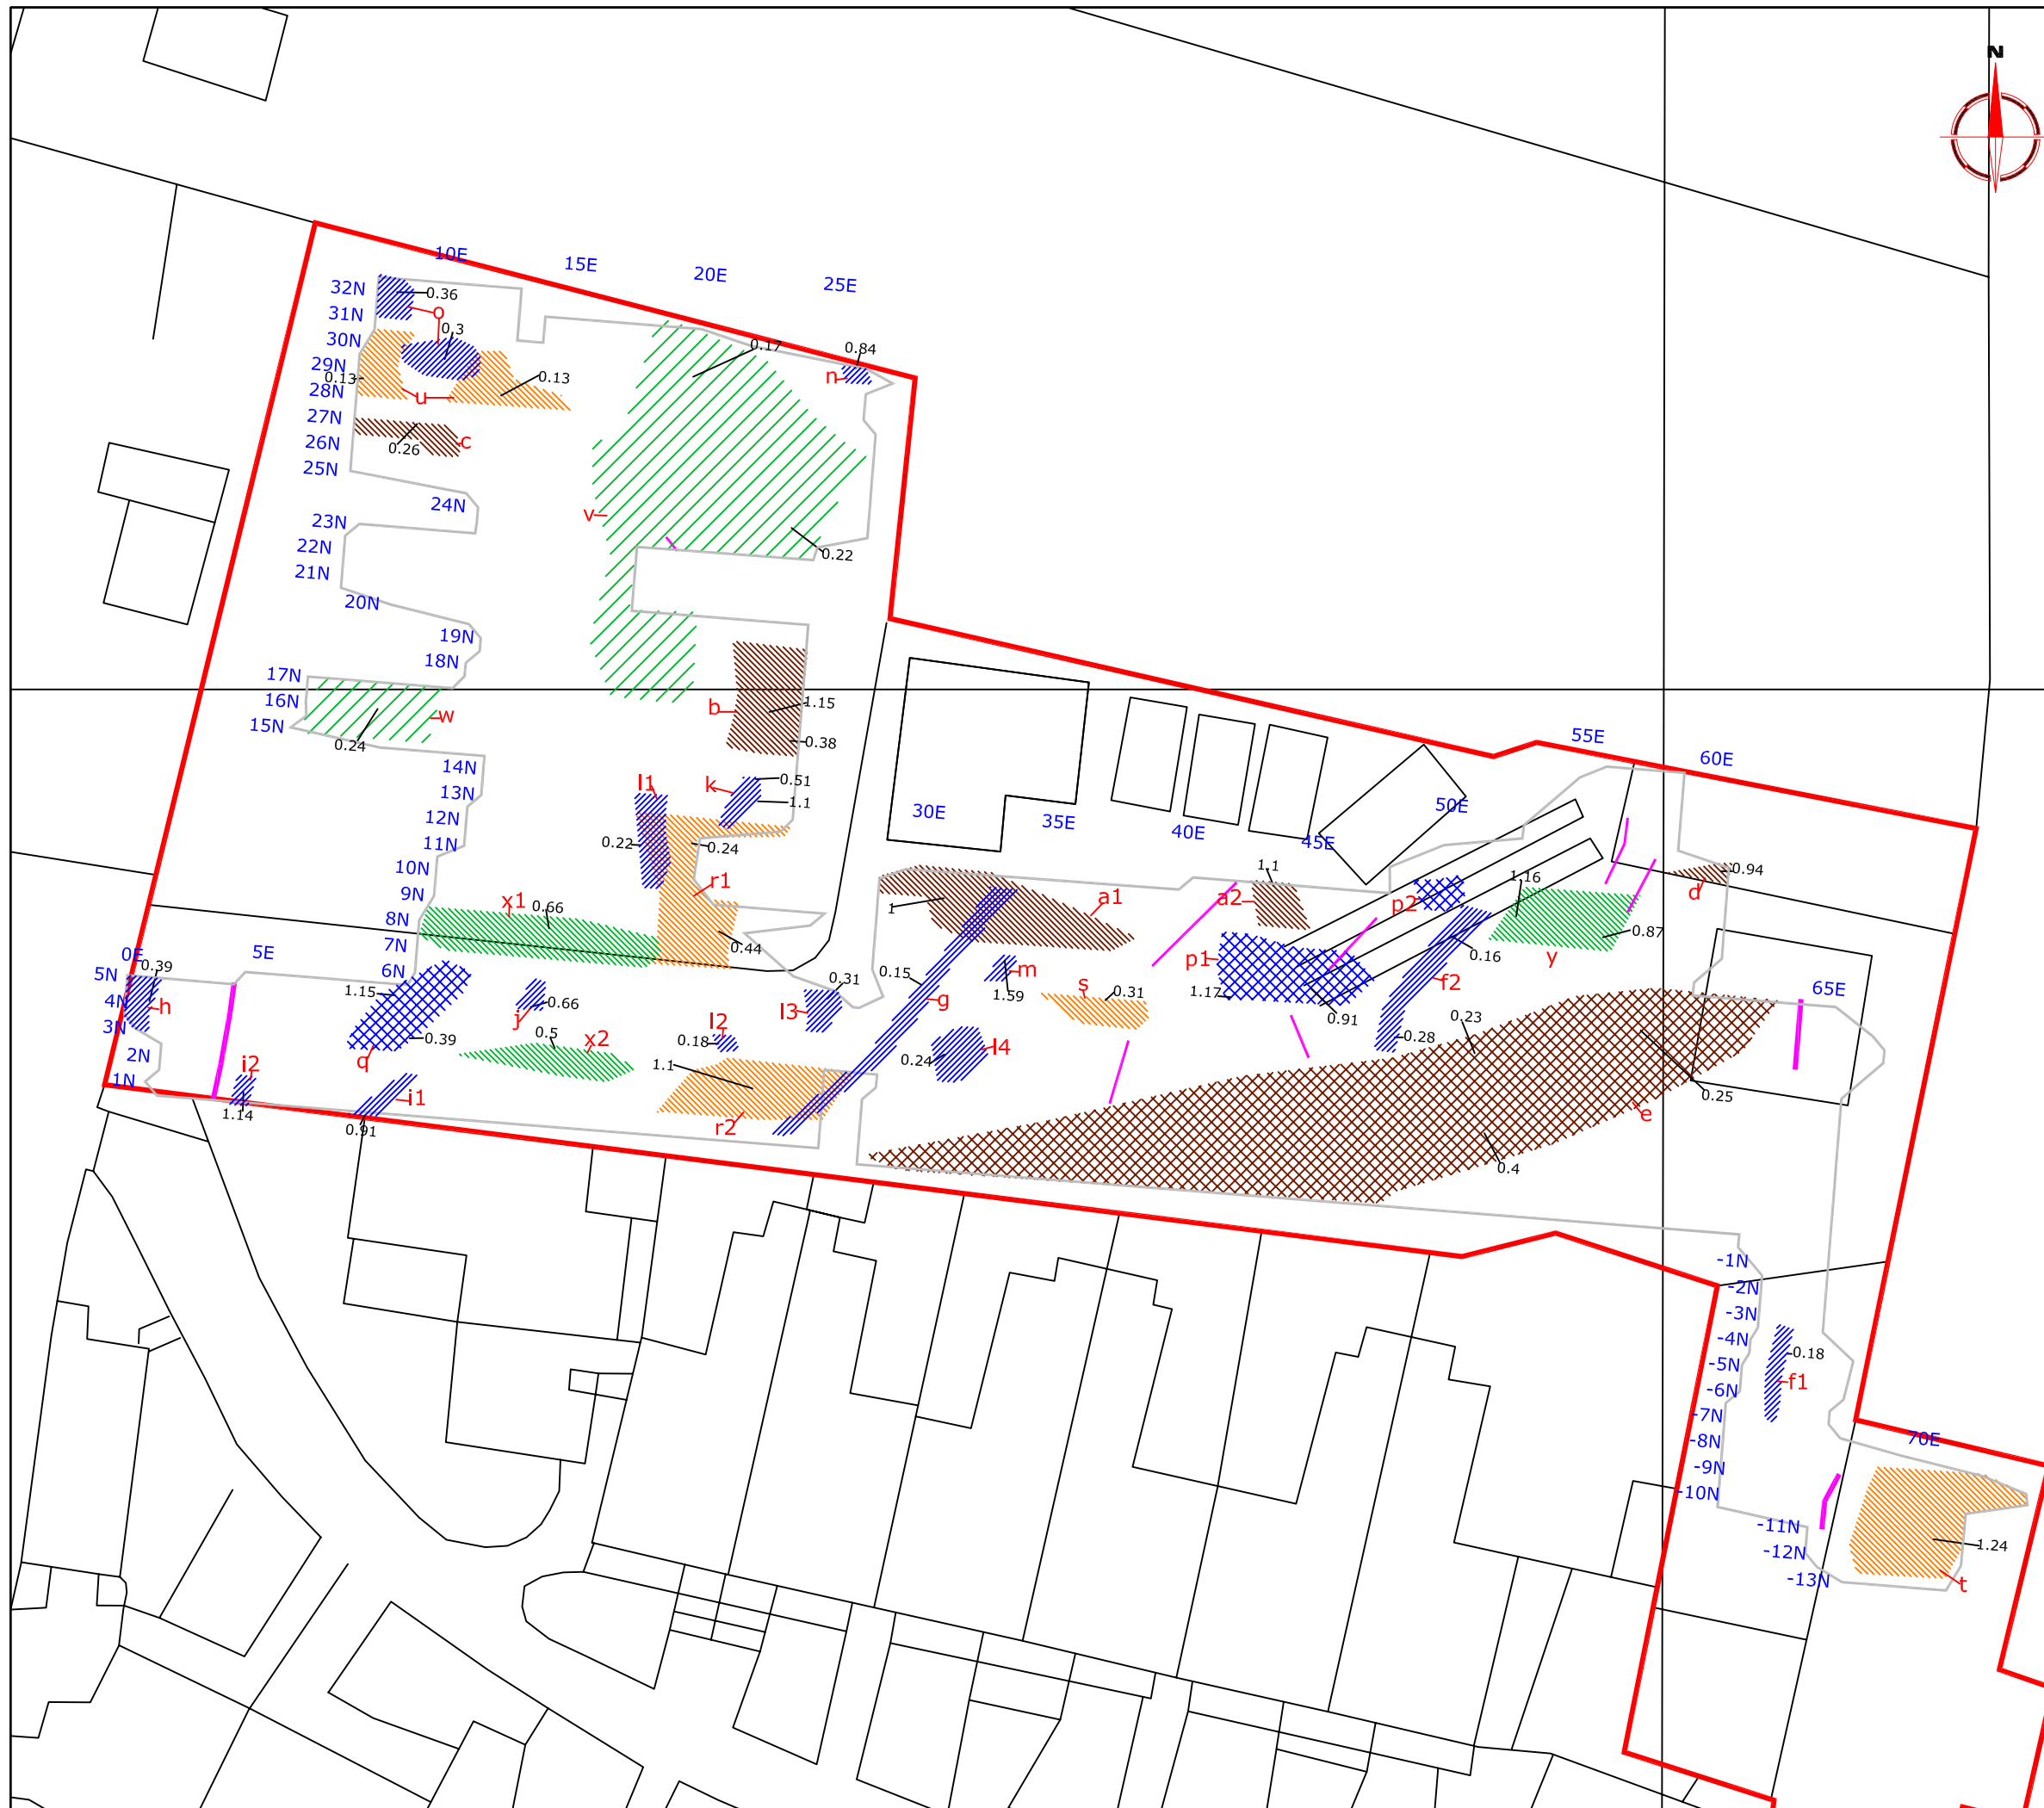 N
10E
15E
20E
25E
32N
0.36
31N
o
30N
0.3
0.17
0.84
29N
0.13
0.13
n
28N
u
27N
26N
0.26
c
25N
24N
v
23N
22N
0.22
21N
20N
19N
18N
17N
16N
b
1.15
15N
w
0.24
0.38
55E
60E
14N
l1
k
0.51
13N
1.1
50E
12N
30E
35E
40E
45E
11N
0.22
0.24
10N
r1
1.1
1.16
0.94
9N
x1
0.66
1
a1
a2
p2
d
8N
0.44
0.87
7N
0E
5E
0.16
y
6N
0.39
p1
5N
1.15
0.31
0.15
m
s
f2
65E
4N
h
0.66
l3
g
1.59
0.31
1.17
3N
j
l2
0.91
0.23
2N
q
0.39
0.5
x2
0.18
0.24
l4
0.28
1N
i2
1.1
i1
0.25
1.14
0.91
r2
e
0.4
-1N
-2N
-3N
-4N
0.18
-5N
-6N
f1
-7N
-8N
70E
-9N
-10N
-11N
1.24
-12N
-13N
t